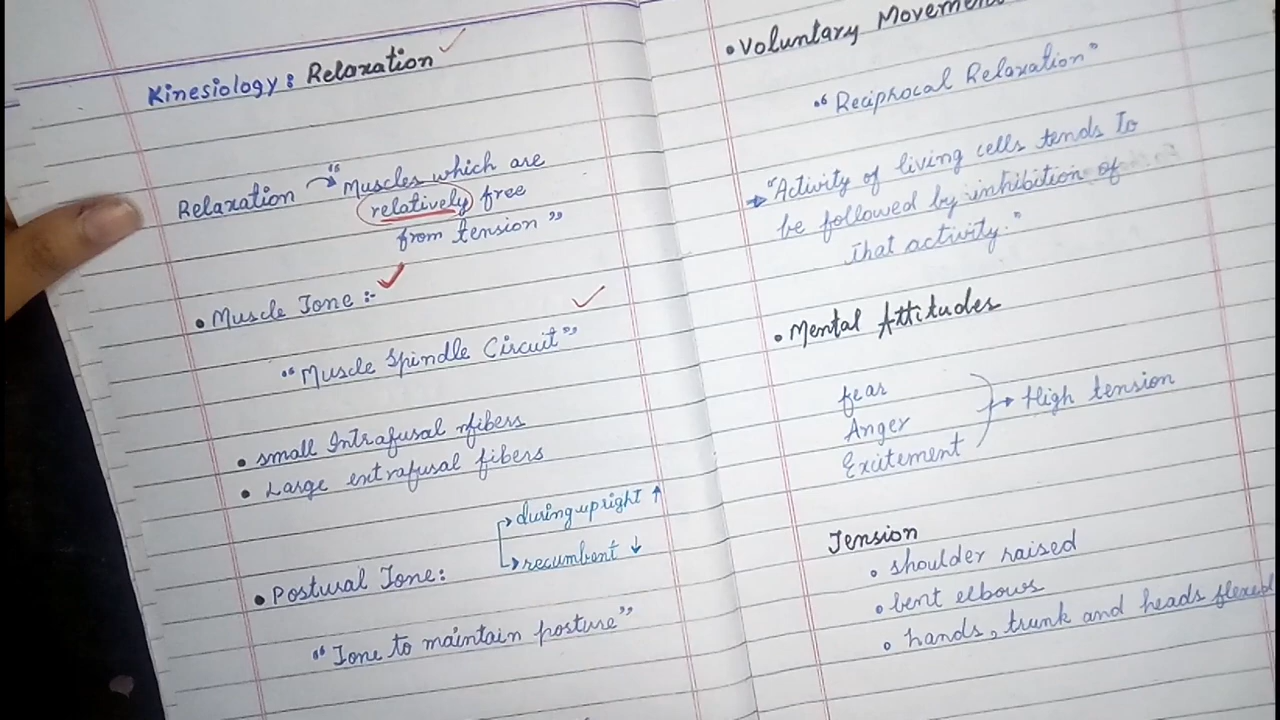 Kinesiology: Relaxation
Relaxation → "Muscles which are
relatively free
from tension"
• Muscle Tone :-
"Muscle Spindle Circuit"
• small Intrafusal fibers
• Large extrafusal fibers
• Postural Tone:
→ during upright ↑
→ recumbent ↓
"Tone to maintain posture"
• Voluntary Movement
"Reciprocal Relaxation"
→ "Activity of living cells tends to
be followed by inhibition of
that activity."
• Mental Attitudes
fear
Anger
Excitement
→ High tension
Tension
• shoulder raised
• bent elbows
• hands, trunk and heads flexed